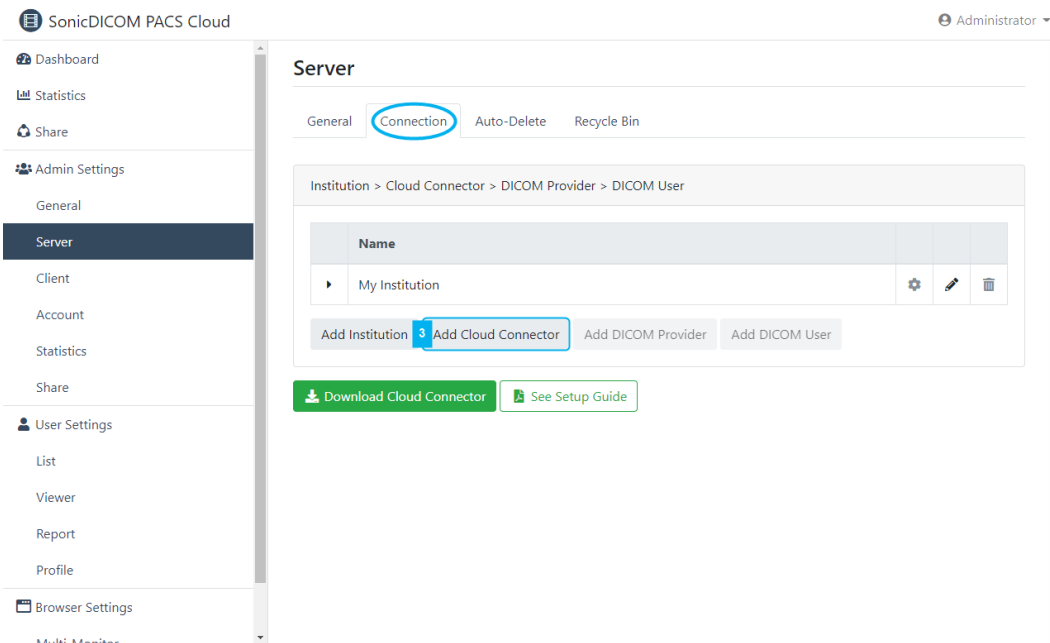 SonicDICOM PACS Cloud
Administrator
Dashboard
Statistics
Share
Admin Settings
General
Server
Client
Account
Statistics
Share
User Settings
List
Viewer
Report
Profile
Browser Settings
Multi-Monitor
Server
General Connection Auto-Delete Recycle Bin
Institution > Cloud Connector > DICOM Provider > DICOM User
Name
My Institution
Add Institution 3 Add Cloud Connector Add DICOM Provider Add DICOM User
Download Cloud Connector See Setup Guide